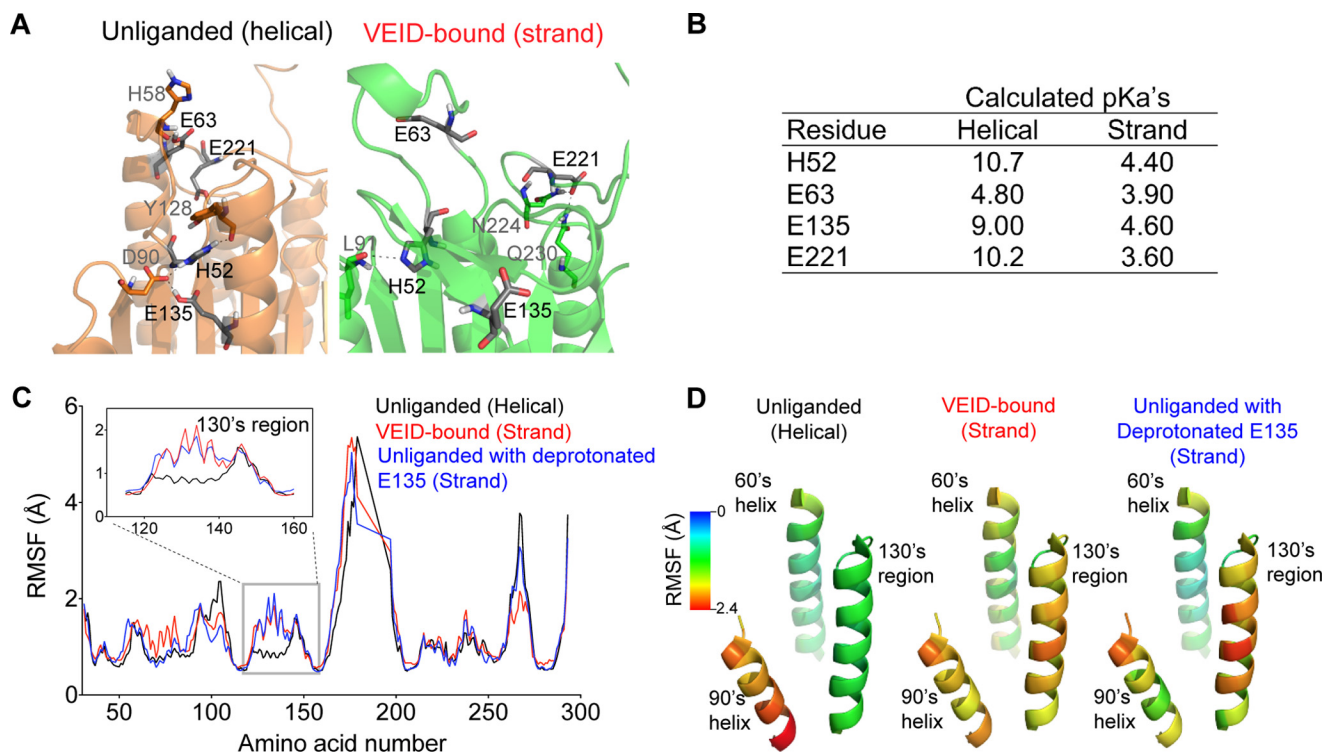 A
Unliganded (helical)
VEID-bound (strand)
H58
E63
E221
Y128
D90
H52
E135
E63
E221
N224
L91
Q230
H52
E135
B
Calculated pKa's
Residue Helical Strand
H52 10.7 4.40
E63 4.80 3.90
E135 9.00 4.60
E221 10.2 3.60
C
RMSF (Å)
6
4
2
0
50 100 150 200 250 300
Amino acid number
130's region
2
1
0
120 140 160
Unliganded (Helical)
VEID-bound (Strand)
Unliganded with deprotonated
E135 (Strand)
D
Unliganded
(Helical)
VEID-bound
(Strand)
Unliganded with
Deprotonated E135
(Strand)
RMSF (Å)
0
2.4
60's
helix
130's
region
90's
helix
60's
helix
130's
region
90's
helix
60's
helix
130's
region
90's
helix